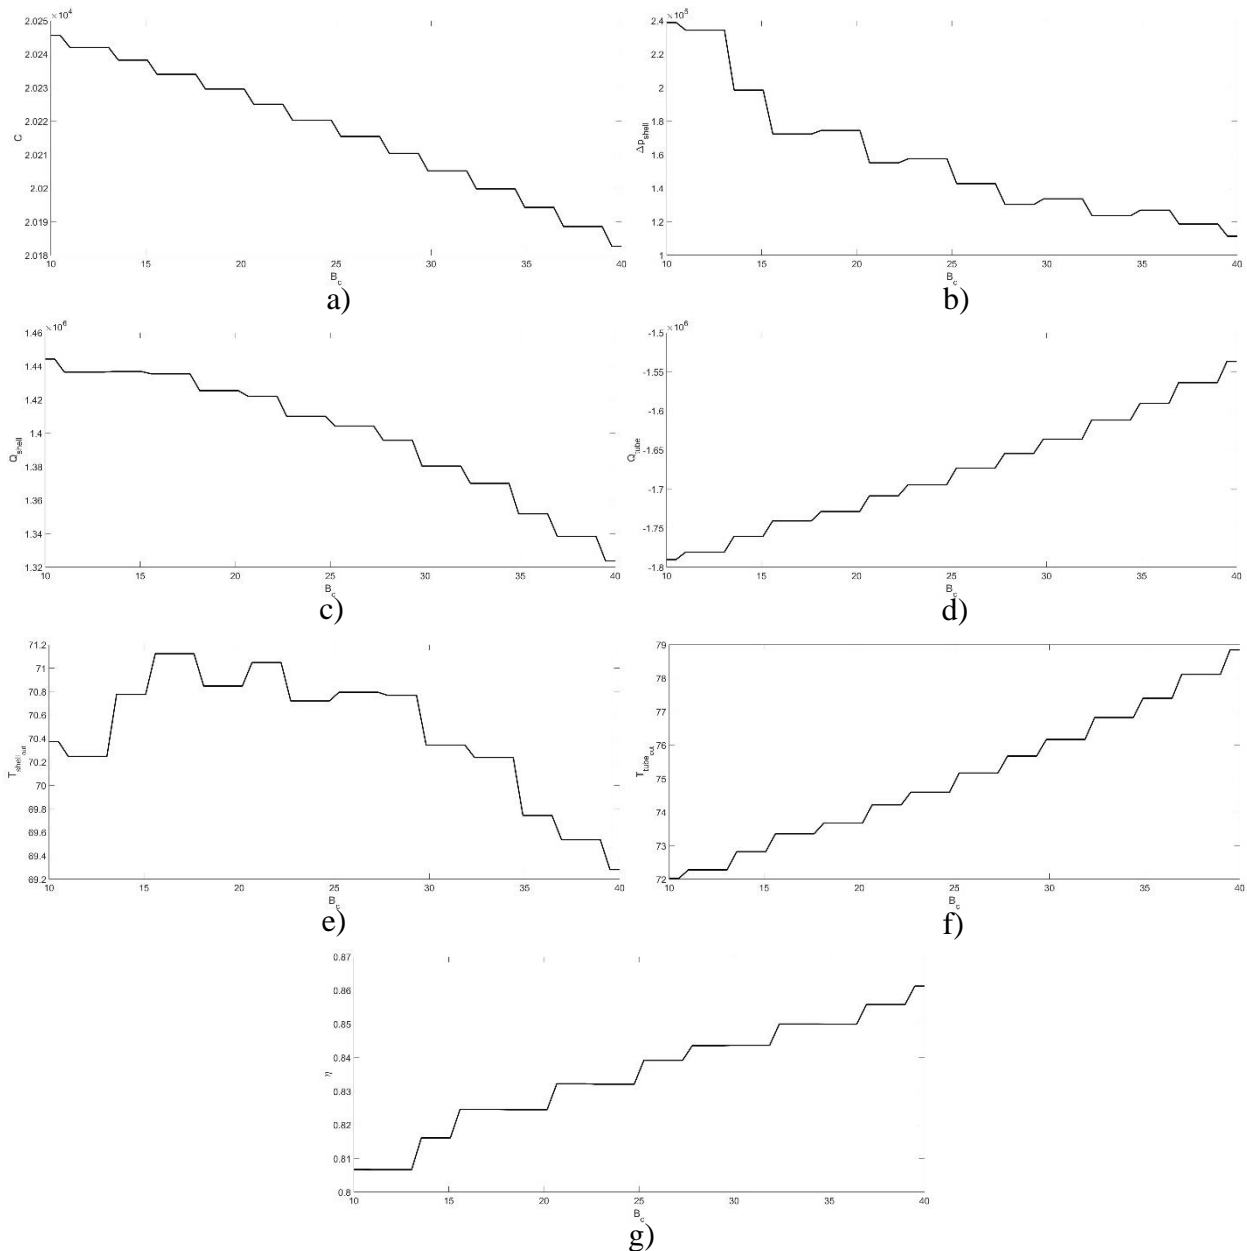 ×10⁴
2.025
2.024
2.023
2.022
2.021
2.02
2.019
2.018
C
10 15 20 25 30 35 40
B_c
a)
×10⁵
2.4
2.2
2
1.8
1.6
1.4
1.2
1
Δp_shell
10 15 20 25 30 35 40
B_c
b)
×10⁶
1.46
1.44
1.42
1.4
1.38
1.36
1.34
1.32
Q_shell
10 15 20 25 30 35 40
B_c
c)
×10⁶
-1.5
-1.55
-1.6
-1.65
-1.7
-1.75
-1.8
Q_tube
10 15 20 25 30 35 40
B_c
d)
71.2
71
70.8
70.6
70.4
70.2
70
69.8
69.6
69.4
69.2
T_shell_out
10 15 20 25 30 35 40
B_c
e)
79
78
77
76
75
74
73
72
T_tube_out
10 15 20 25 30 35 40
B_c
f)
0.87
0.86
0.85
0.84
0.83
0.82
0.81
0.8
η
10 15 20 25 30 35 40
B_c
g)